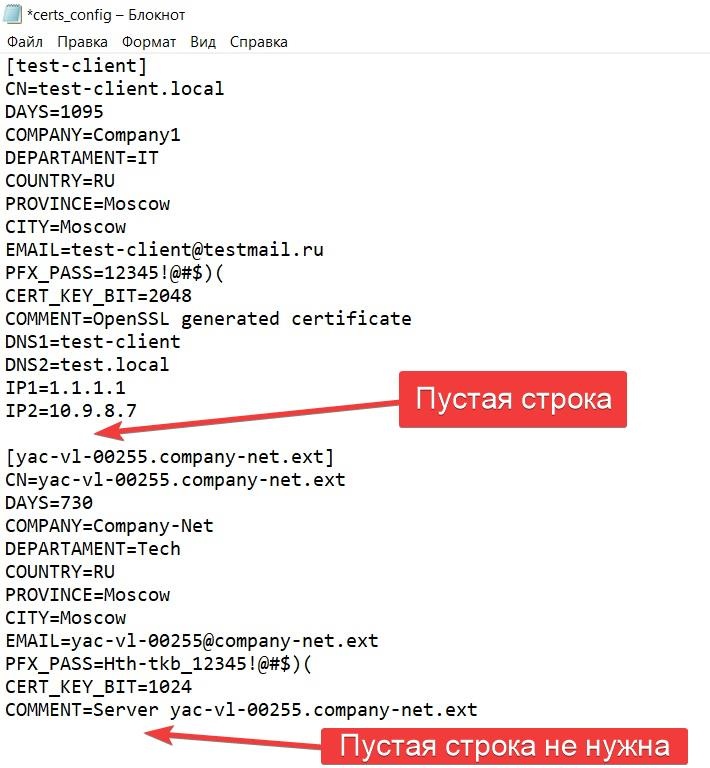 *certs_config – Блокнот
Файл Правка Формат Вид Справка
[test-client]
CN=test-client.local
DAYS=1095
COMPANY=Company1
DEPARTAMENT=IT
COUNTRY=RU
PROVINCE=Moscow
CITY=Moscow
EMAIL=test-client@testmail.ru
PFX_PASS=12345!@#$)(
CERT_KEY_BIT=2048
COMMENT=OpenSSL generated certificate
DNS1=test-client
DNS2=test.local
IP1=1.1.1.1
IP2=10.9.8.7
Пустая строка
[yac-vl-00255.company-net.ext]
CN=yac-vl-00255.company-net.ext
DAYS=730
COMPANY=Company-Net
DEPARTAMENT=Tech
COUNTRY=RU
PROVINCE=Moscow
CITY=Moscow
EMAIL=yac-vl-00255@company-net.ext
PFX_PASS=Hth-tkb_12345!@#$)(
CERT_KEY_BIT=1024
COMMENT=Server yac-vl-00255.company-net.ext
Пустая строка не нужна